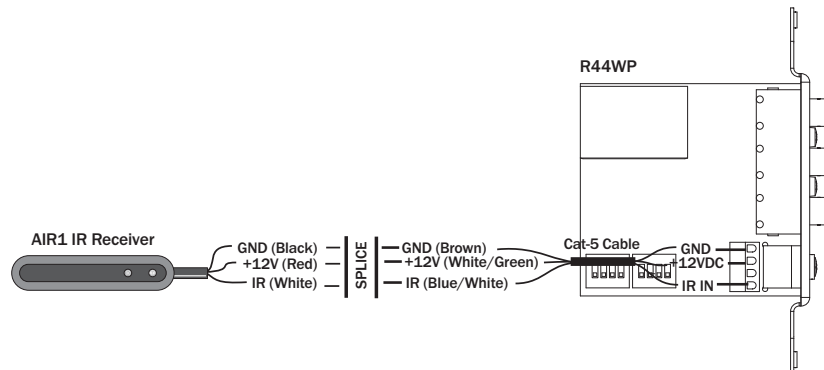 R44WP
AIR1 IR Receiver
GND (Black)
+12V (Red)
IR (White)
SPLICE
GND (Brown)
+12V (White/Green)
IR (Blue/White)
Cat-5 Cable
GND
+12VDC
IR IN